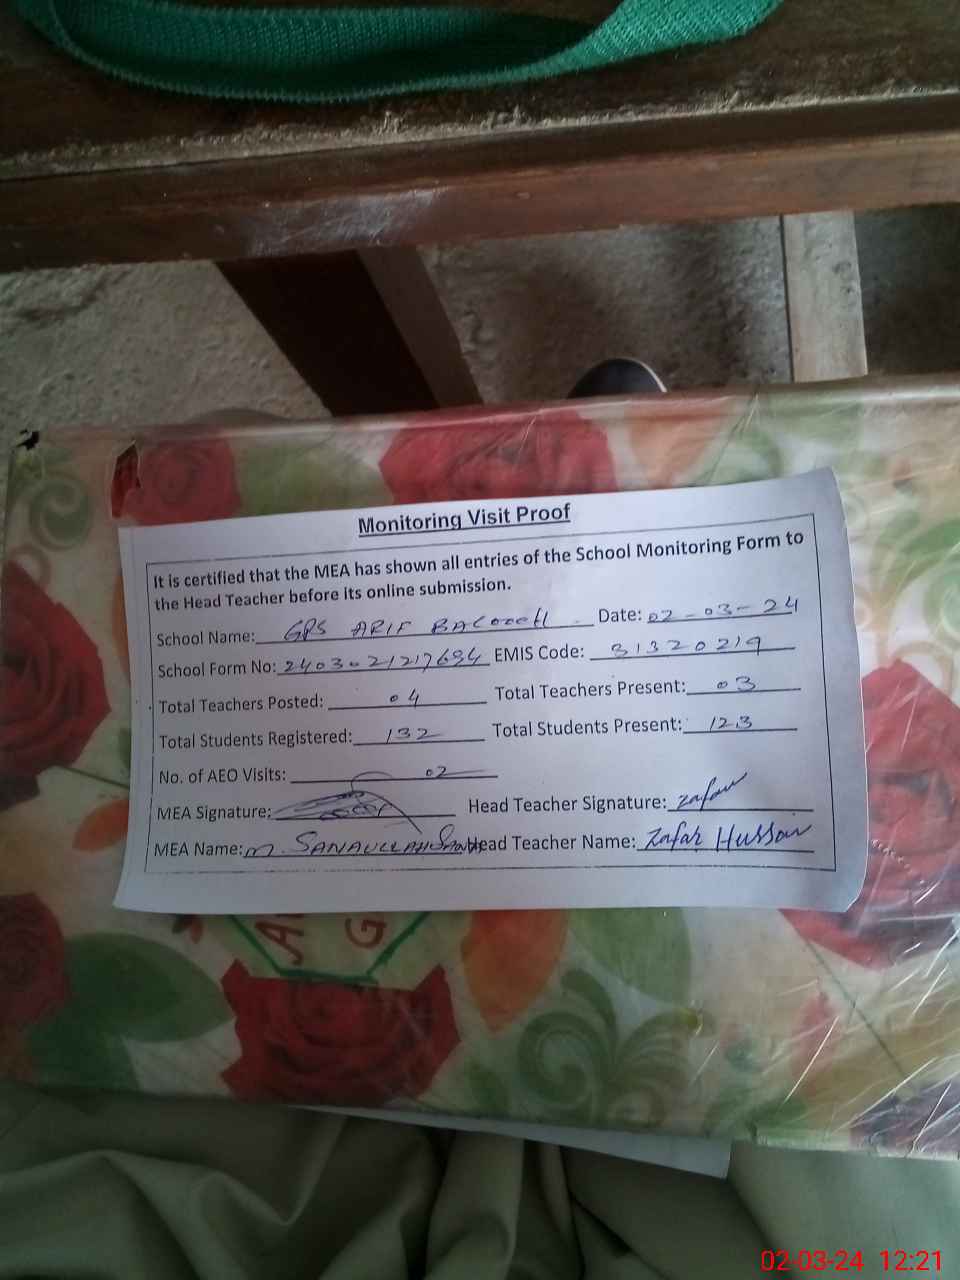 Monitoring Visit Proof
It is certified that the MEA has shown all entries of the School Monitoring Form to
the Head Teacher before its online submission.
School Name: GPS ARIF BALOOCH Date: 02-03-24
School Form No: 2403021217694 EMIS Code: 31320219
Total Teachers Posted: 04 Total Teachers Present: 03
Total Students Registered: 132 Total Students Present: 123
No. of AEO Visits: 02
MEA Signature: Head Teacher Signature: zafar
MEA Name: M. SANAULLAH Head Teacher Name: Zafar Hussain
G
02-03-24 12:21